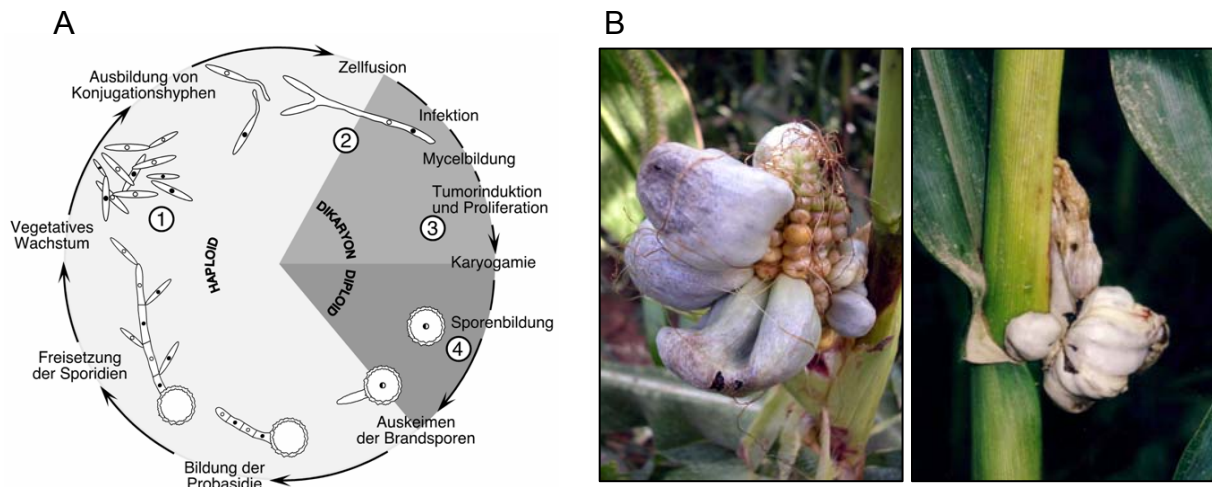 A
B
Zellfusion
Ausbildung von
Konjugationshyphen
Infektion
2
Mycelbildung
Tumorinduktion
und Proliferation
1
3
Vegetatives
Wachstum
HAPLOID
DIKARYON
DIPLOID
Karyogamie
Sporenbildung
4
Freisetzung
der Sporidien
Auskeimen
der Brandsporen
Bildung der
Probasidie